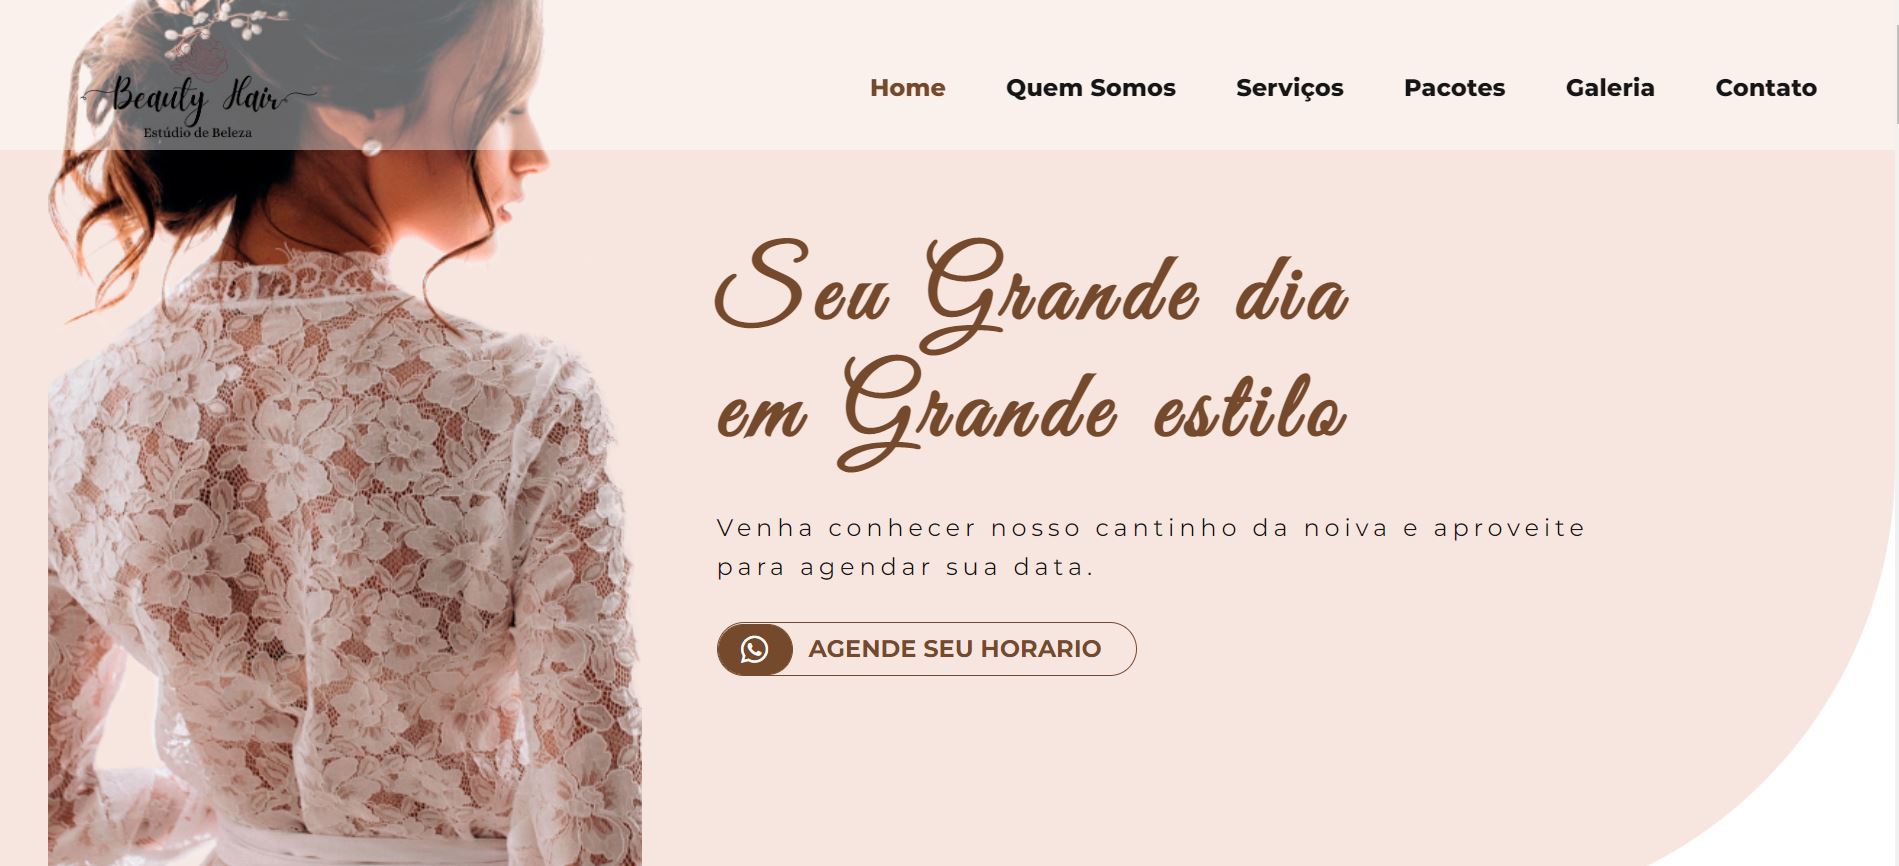 Beauty Hair
Estúdio de Beleza
Home Quem Somos Serviços Pacotes Galeria Contato
Seu Grande dia
em Grande estilo
Venha conhecer nosso cantinho da noiva e aproveite
para agendar sua data.
AGENDE SEU HORARIO